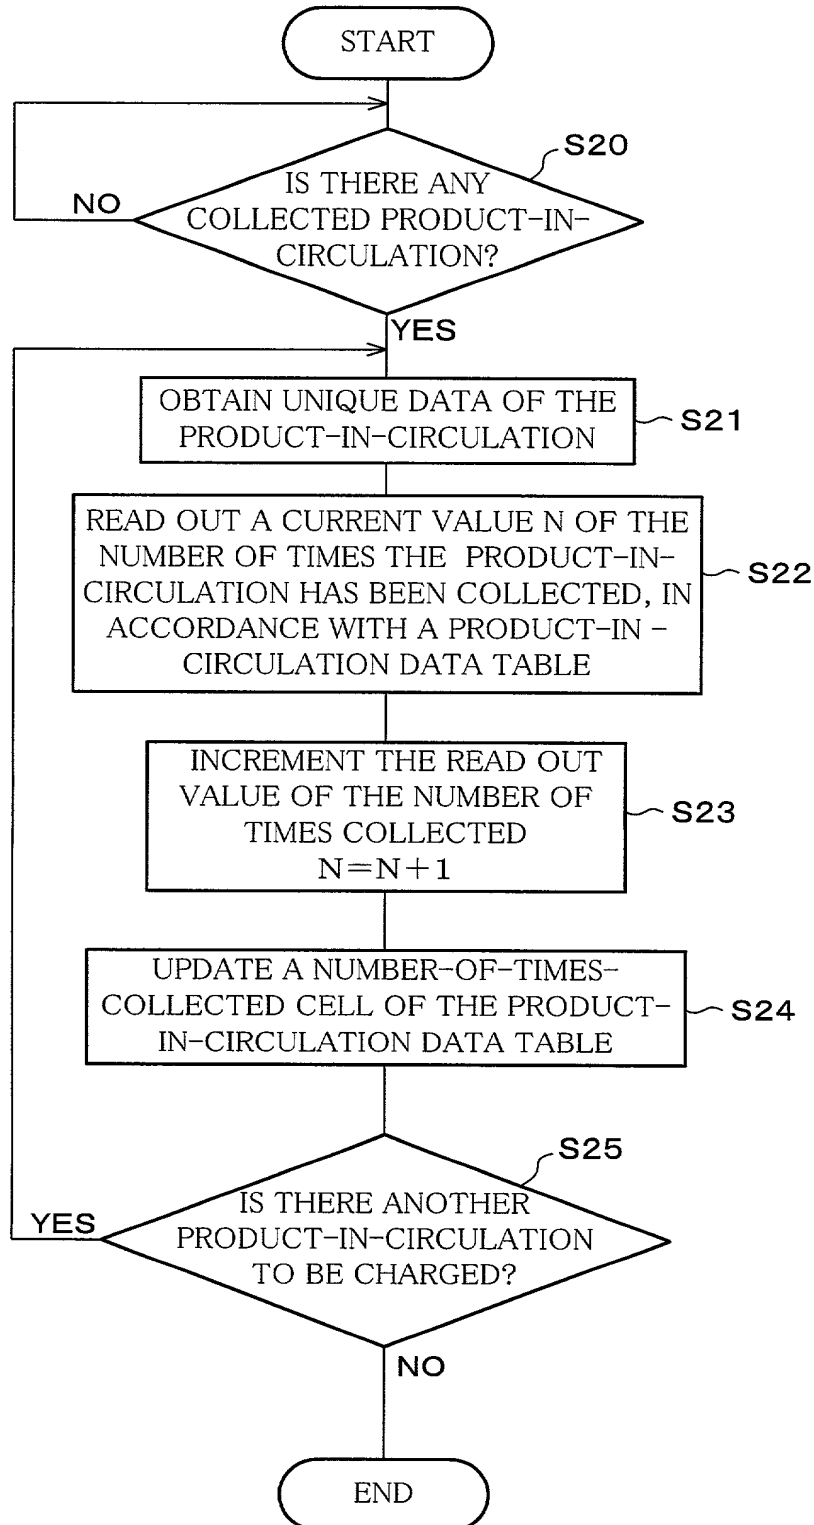 START
S20
IS THERE ANY
COLLECTED PRODUCT-IN-
CIRCULATION?
NO
YES
OBTAIN UNIQUE DATA OF THE
PRODUCT-IN-CIRCULATION
S21
READ OUT A CURRENT VALUE N OF THE
NUMBER OF TIMES THE PRODUCT-IN-
CIRCULATION HAS BEEN COLLECTED, IN
ACCORDANCE WITH A PRODUCT-IN -
CIRCULATION DATA TABLE
S22
INCREMENT THE READ OUT
VALUE OF THE NUMBER OF
TIMES COLLECTED
N=N+1
S23
UPDATE A NUMBER-OF-TIMES-
COLLECTED CELL OF THE PRODUCT-
IN-CIRCULATION DATA TABLE
S24
S25
IS THERE ANOTHER
PRODUCT-IN-CIRCULATION
TO BE CHARGED?
YES
NO
END